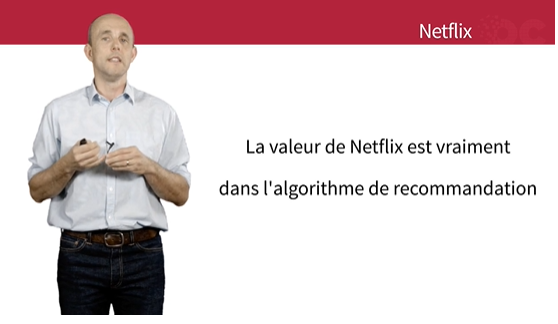 Netflix
La valeur de Netflix est vraiment
dans l'algorithme de recommandation